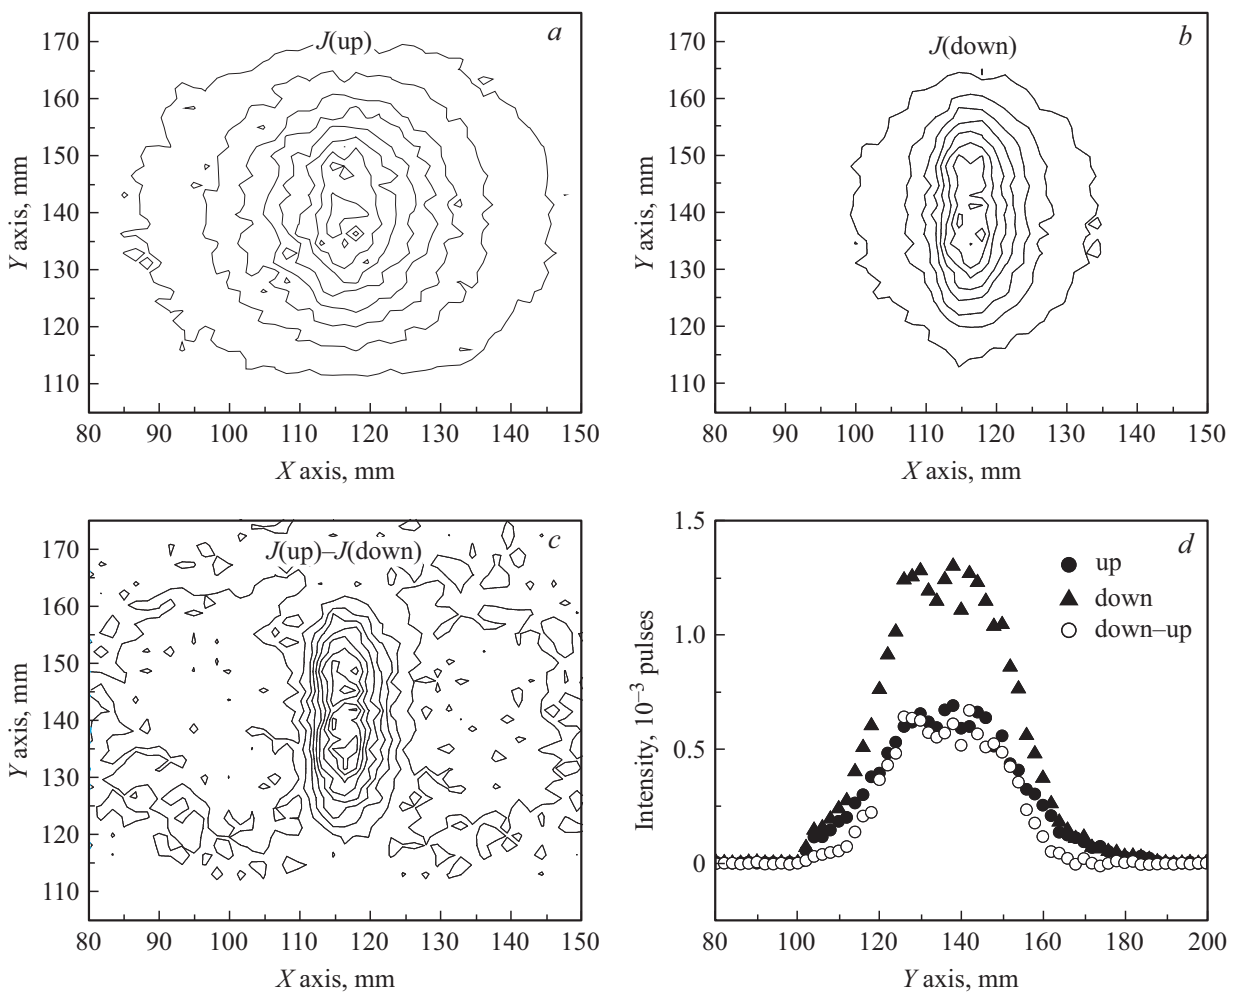 J(up)
a
170
160
150
140
130
120
110
Y axis, mm
80 90 100 110 120 130 140 150
X axis, mm
J(down)
b
170
160
150
140
130
120
110
Y axis, mm
80 90 100 110 120 130 140 150
X axis, mm
J(up)–J(down)
c
170
160
150
140
130
120
110
Y axis, mm
80 90 100 110 120 130 140 150
X axis, mm
d
up
down
down–up
1.5
1.0
0.5
0
Intensity, 10⁻³ pulses
80 100 120 140 160 180 200
Y axis, mm